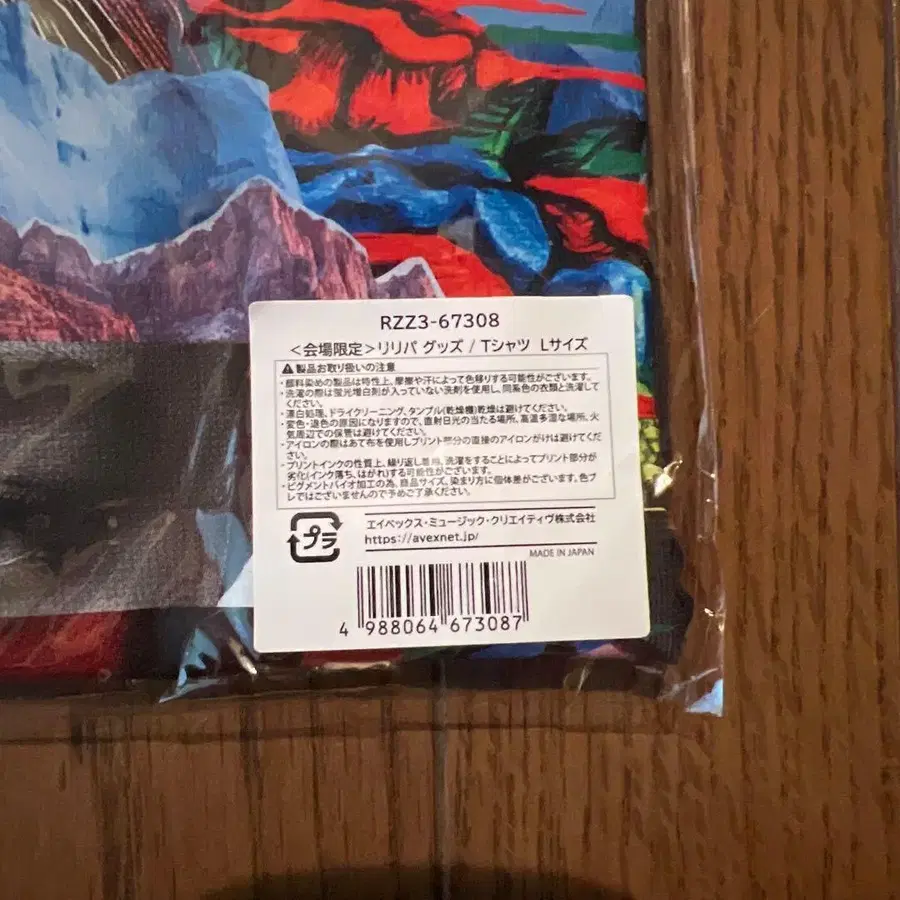 RZZ3-67308
＜会場限定＞リリパ グッズ / Tシャツ Lサイズ
製品お取り扱いの注意
・顔料染めの製品は特性上、摩擦や汗によって色移りする可能性がございます。
・洗濯の際は蛍光増白剤が入っていない洗剤を使用し、同系色の衣類と洗濯して
ください。
・漂白処理、ドライクリーニング、タンブル(乾燥機)乾燥は避けてください。
・変色・退色の原因になりますので、直射日光の当たる場所、高温多湿な場所、火
気周辺での保管は避けてください。
・アイロンの際はあて布を使用しプリント部分の直接のアイロンがけは避けてくだ
さい。
・プリントインクの性質上、繰り返し着用、洗濯をすることによってプリント部分が
劣化(インク落ち、はがれ)する可能性がございます。
・ピグメントバイオ加工の為、商品サイズ、染まり方に個体差がございます。色ブ
レではございませんので予めご了承ください。
プラ
エイベックス・ミュージック・クリエイティヴ株式会社
https://avexnet.jp/
MADE IN JAPAN
4 988064 673087